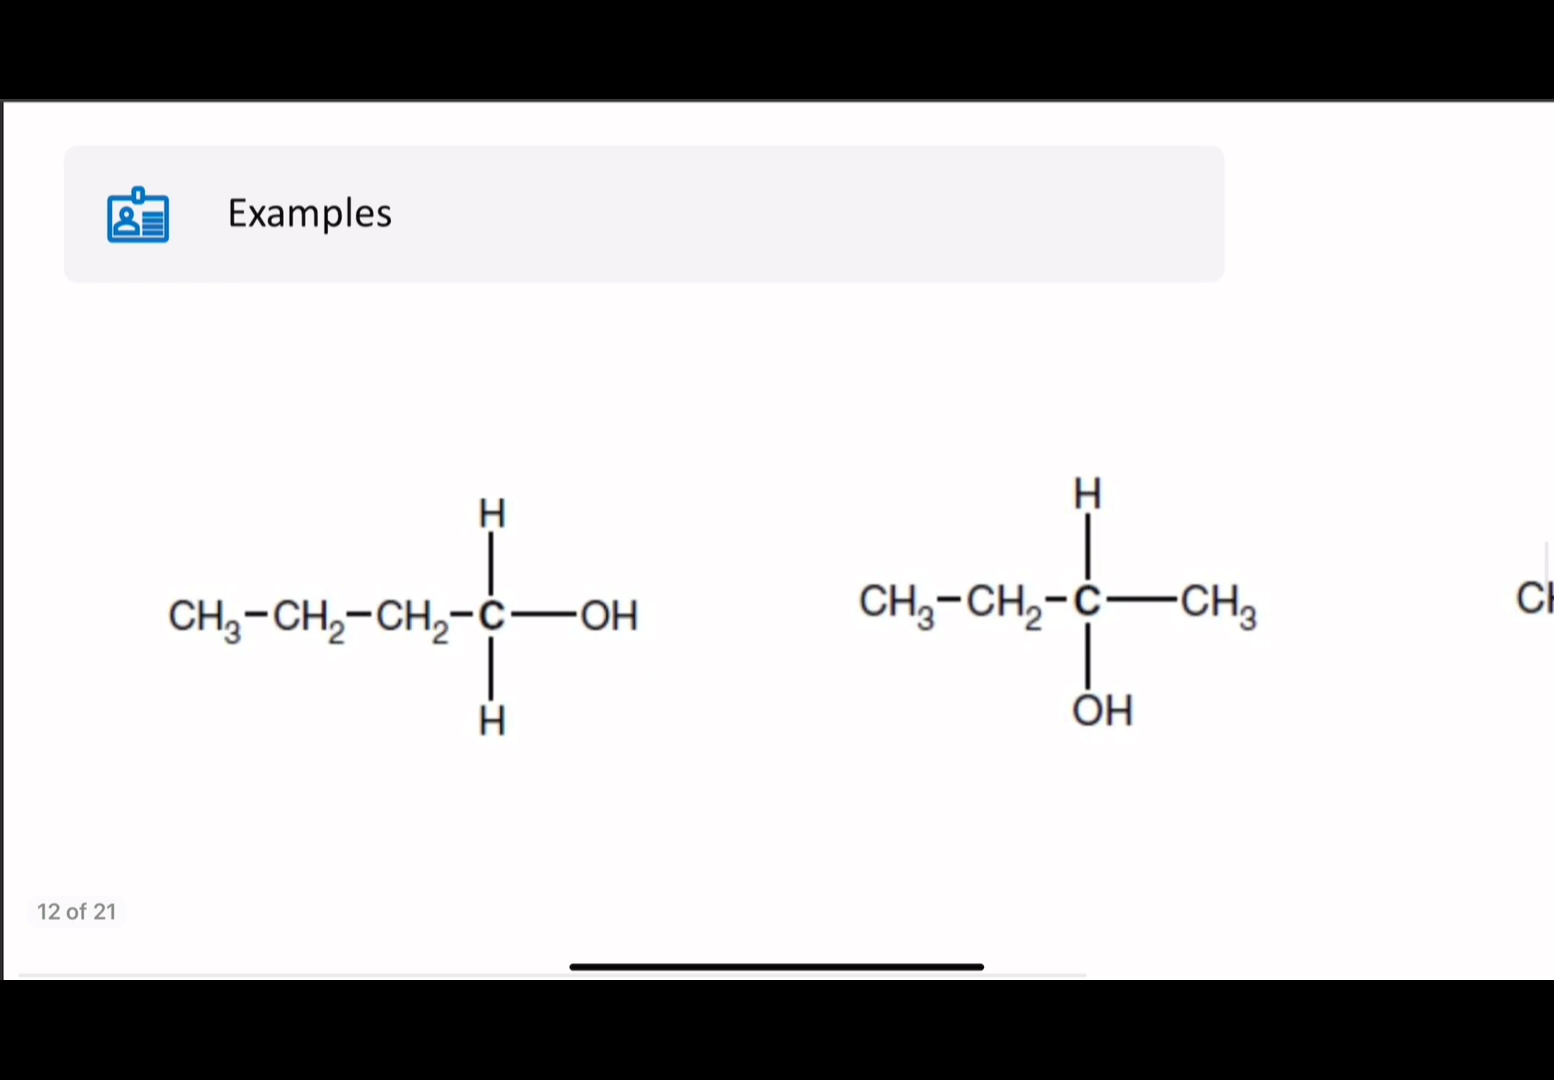 Examples
H
CH₃-CH₂-CH₂-C-OH
H
H
CH₃-CH₂-C-CH₃
OH
12 of 21